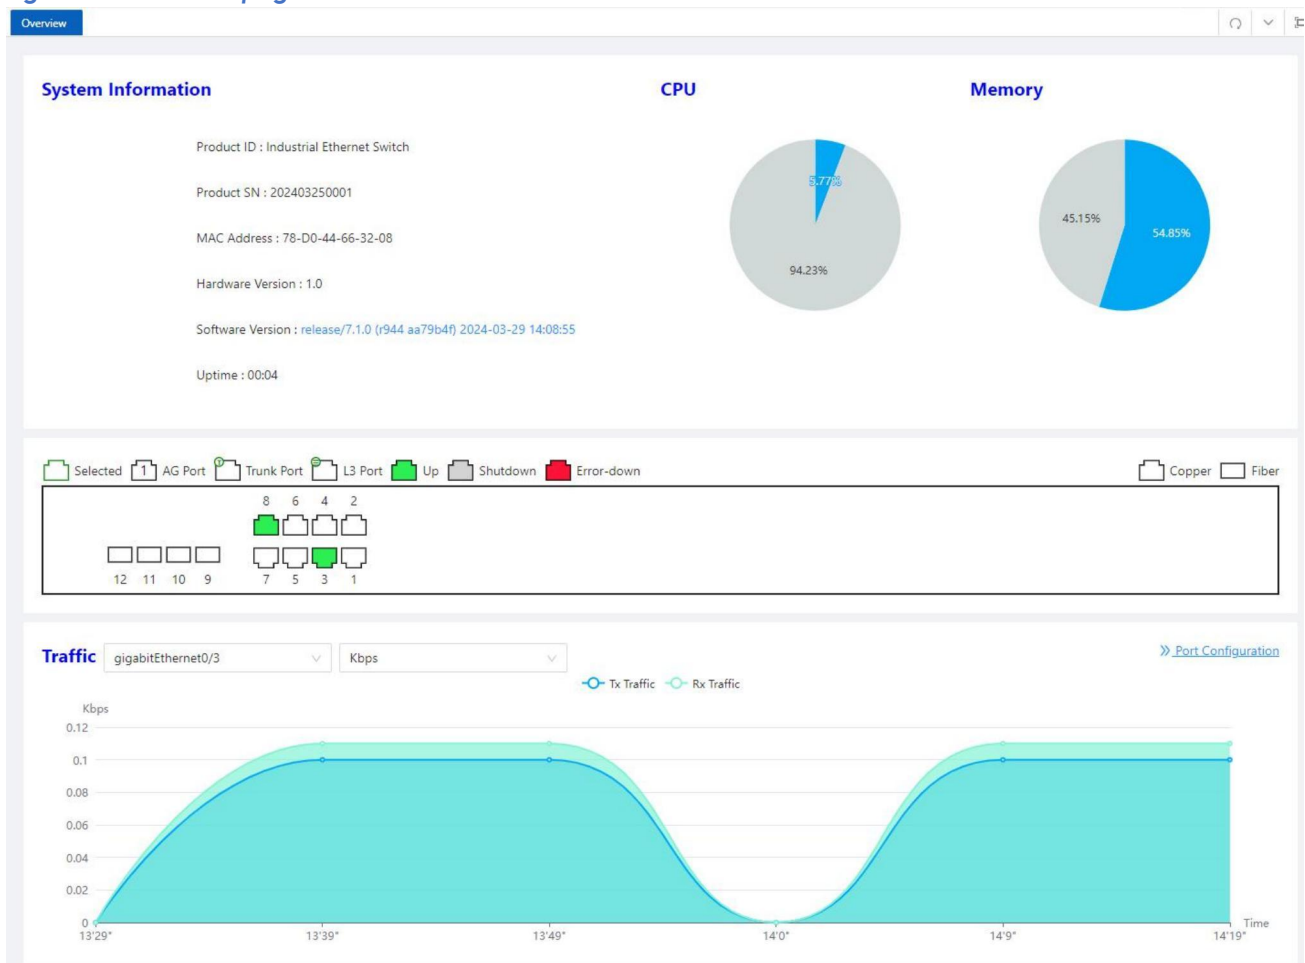 Overview
System Information
CPU
Memory
Product ID : Industrial Ethernet Switch
Product SN : 202403250001
MAC Address : 78-D0-44-66-32-08
Hardware Version : 1.0
Software Version : release/7.1.0 (r944 aa79b4f) 2024-03-29 14:08:55
Uptime : 00:04
5.77%
94.23%
45.15%
54.85%
Selected 1 AG Port T Trunk Port L3 Port Up Shutdown Error-down
Copper Fiber
8 6 4 2
12 11 10 9 7 5 3 1
Traffic gigabitEthernet0/3 Kbps
Port Configuration
Tx Traffic Rx Traffic
Kbps
0.12
0.1
0.08
0.06
0.04
0.02
0
13'29" 13'39" 13'49" 14'0" 14'9" 14'19"
Time